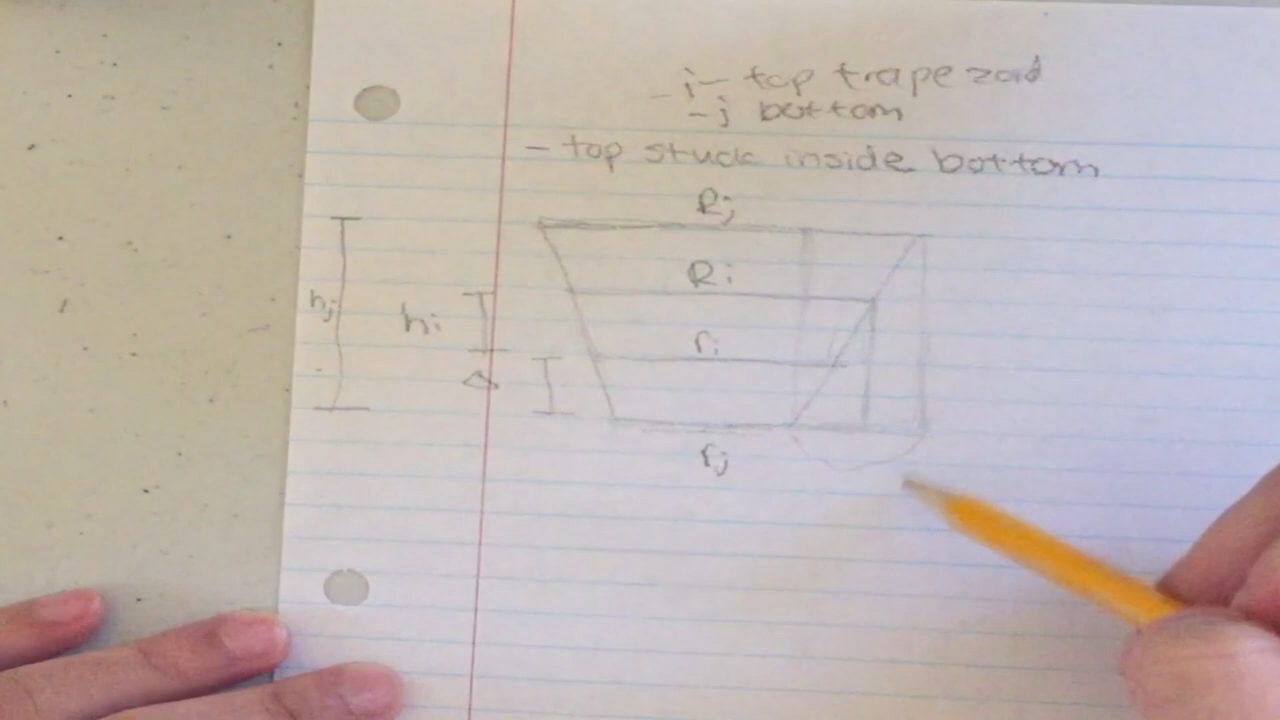 - i- top trapezoid
- j bottom
- top stuck inside bottom
Rj
Ri
hj
hi
ri
Δ
rj